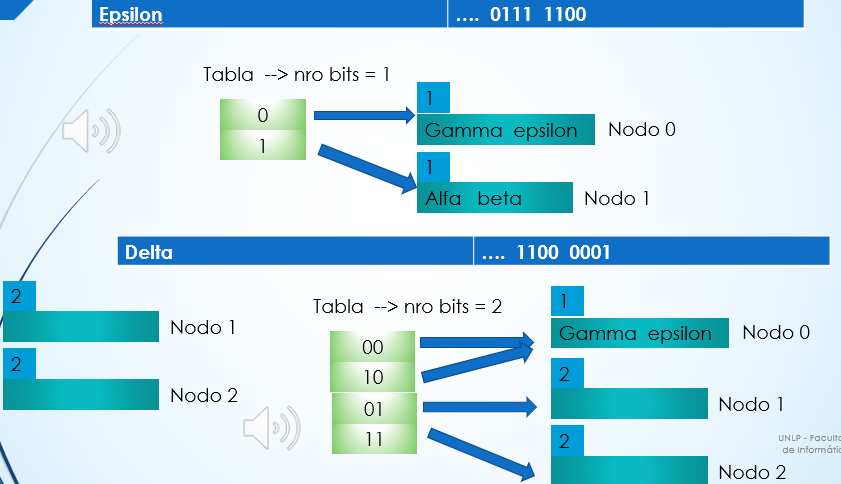 Epsilon .... 0111 1100
Tabla --> nro bits = 1
0
1
1
Gamma epsilon Nodo 0
1
Alfa beta Nodo 1
Delta .... 1100 0001
2
Nodo 1
2
Nodo 2
Tabla --> nro bits = 2
00
10
01
11
1
Gamma epsilon Nodo 0
2
Nodo 1
2
Nodo 2
UNLP - Faculta
de Informátic